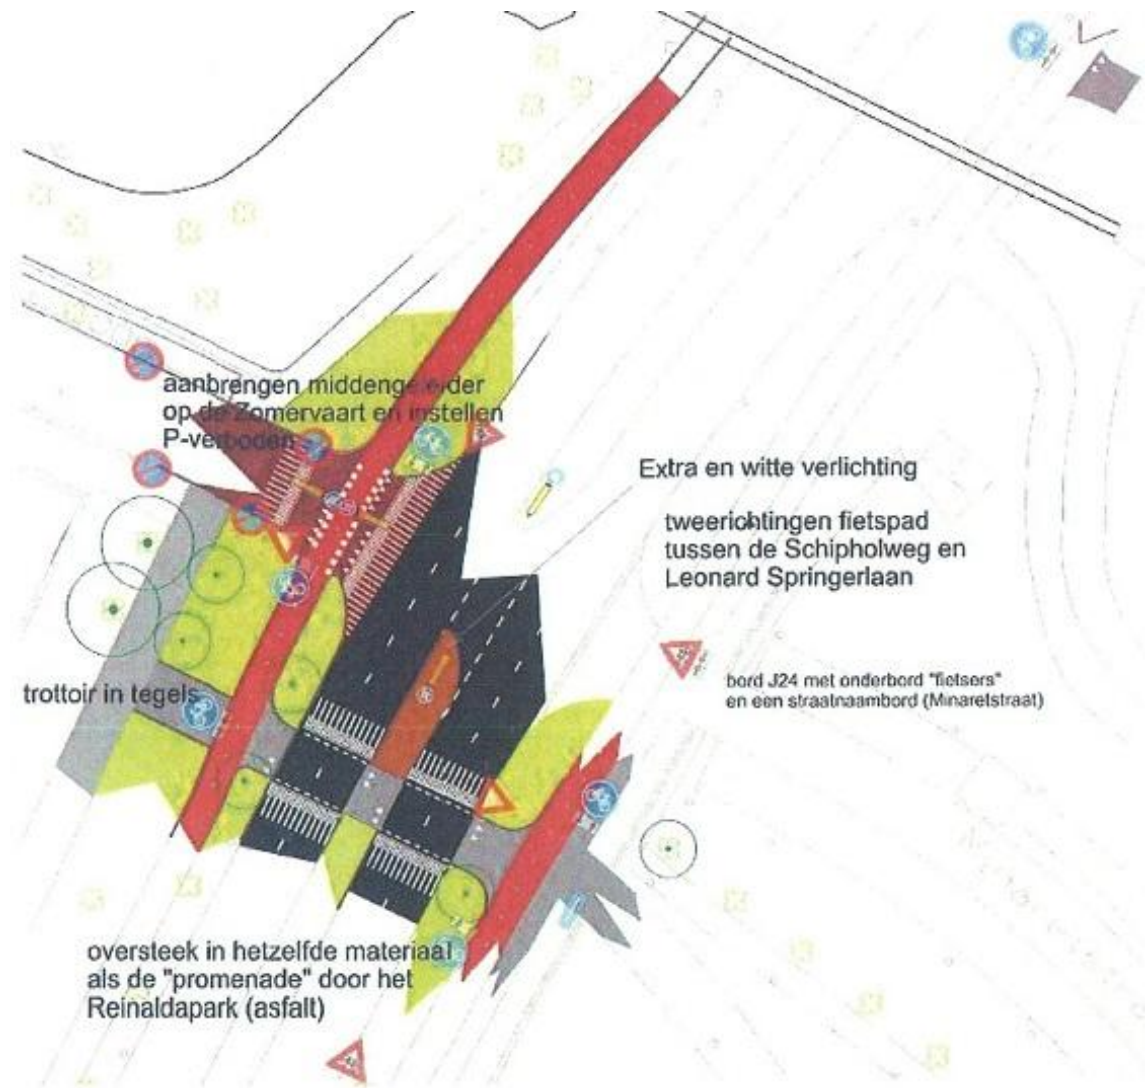 aanbrengen middengeleider
op de Zomervaart en instellen
P-verboden
Extra en witte verlichting
tweerichtingen fietspad
tussen de Schipholweg en
Leonard Springerlaan
bord J24 met onderbord "fietsers"
en een straatnaambord (Minaretstraat)
trottoir in tegels
oversteek in hetzelfde materiaal
als de "promenade" door het
Reinaldapark (asfalt)